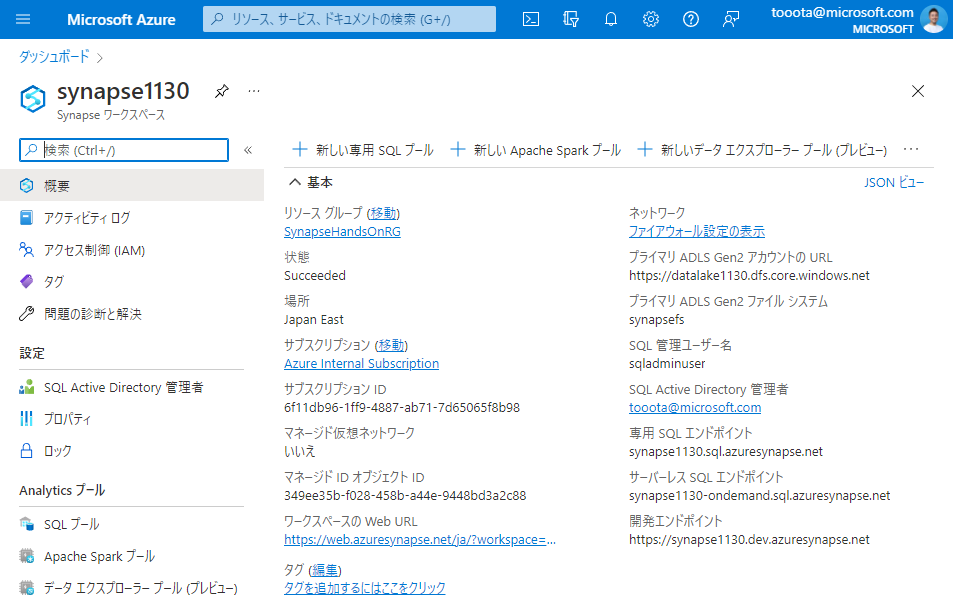 Microsoft Azure
リソース、サービス、ドキュメントの検索 (G+/)
tooota@microsoft.com
MICROSOFT
ダッシュボード
synapse1130
Synapse ワークスペース
検索 (Ctrl+/)
概要
アクティビティ ログ
アクセス制御 (IAM)
タグ
問題の診断と解決
設定
SQL Active Directory 管理者
プロパティ
ロック
Analytics プール
SQL プール
Apache Spark プール
データ エクスプローラー プール (プレビュー)
新しい専用 SQL プール
新しい Apache Spark プール
新しいデータ エクスプローラー プール (プレビュー)
基本
JSON ビュー
リソース グループ (移動)
SynapseHandsOnRG
状態
Succeeded
場所
Japan East
サブスクリプション (移動)
Azure Internal Subscription
サブスクリプション ID
6f11db96-1ff9-4887-ab71-7d65065f8b98
マネージド仮想ネットワーク
いいえ
マネージド ID オブジェクト ID
349ee35b-f028-458b-a44e-9448bd3a2c88
ワークスペースの Web URL
https://web.azuresynapse.net/ja/?workspace=...
タグ (編集)
タグを追加するにはここをクリック
ネットワーク
ファイアウォール設定の表示
プライマリ ADLS Gen2 アカウントの URL
https://datalake1130.dfs.core.windows.net
プライマリ ADLS Gen2 ファイル システム
synapsefs
SQL 管理ユーザー名
sqladminuser
SQL Active Directory 管理者
tooota@microsoft.com
専用 SQL エンドポイント
synapse1130.sql.azuresynapse.net
サーバーレス SQL エンドポイント
synapse1130-ondemand.sql.azuresynapse.net
開発エンドポイント
https://synapse1130.dev.azuresynapse.net